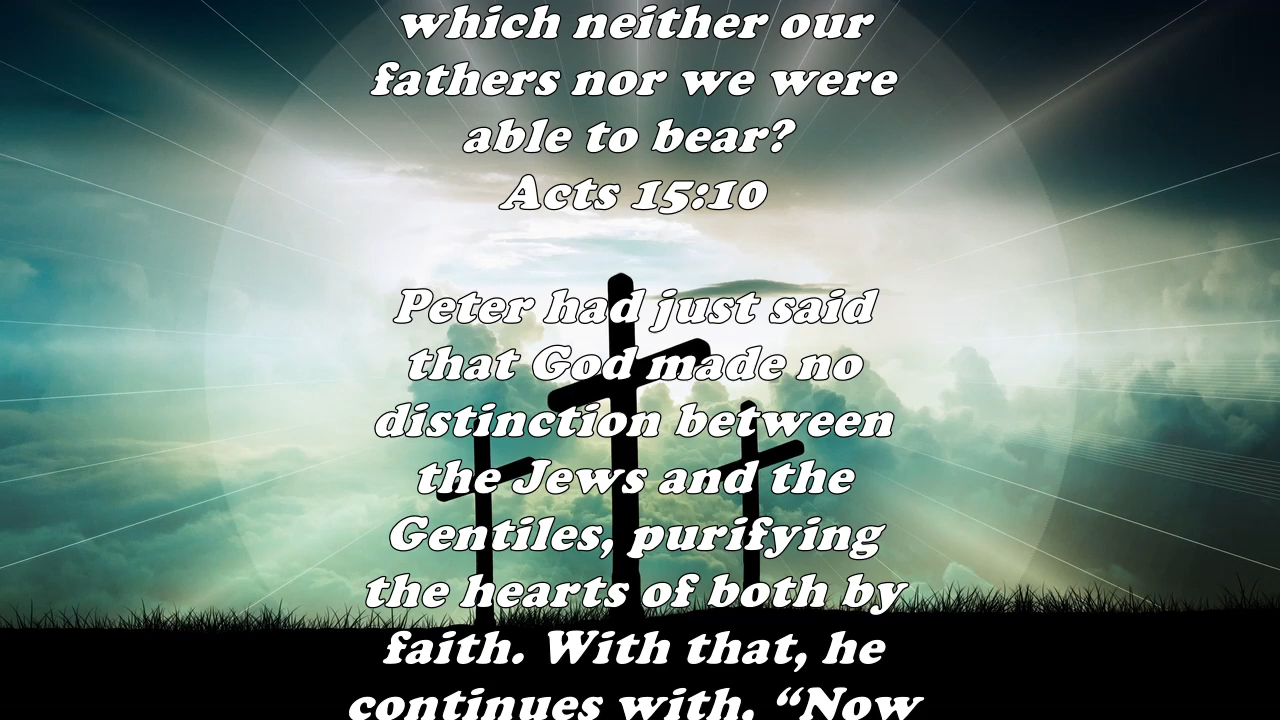 which neither our
fathers nor we were
able to bear?
Acts 15:10
Peter had just said
that God made no
distinction between
the Jews and the
Gentiles, purifying
the hearts of both by
faith. With that, he
continues with, “Now